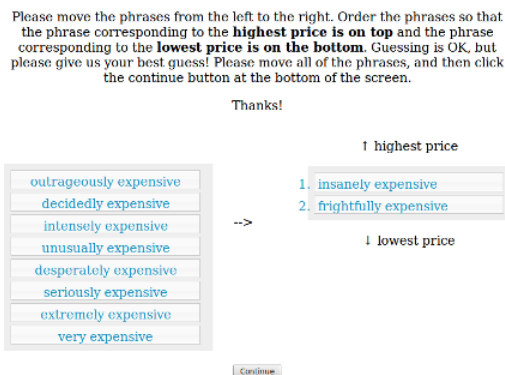 Please move the phrases from the left to the right. Order the phrases so that
the phrase corresponding to the highest price is on top and the phrase
corresponding to the lowest price is on the bottom. Guessing is OK, but
please give us your best guess! Please move all of the phrases, and then click
the continue button at the bottom of the screen.
Thanks!
↑ highest price
outrageously expensive
decidedly expensive
intensely expensive
unusually expensive
desperately expensive
seriously expensive
extremely expensive
very expensive
-->
1. insanely expensive
2. frightfully expensive
↓ lowest price
Continue